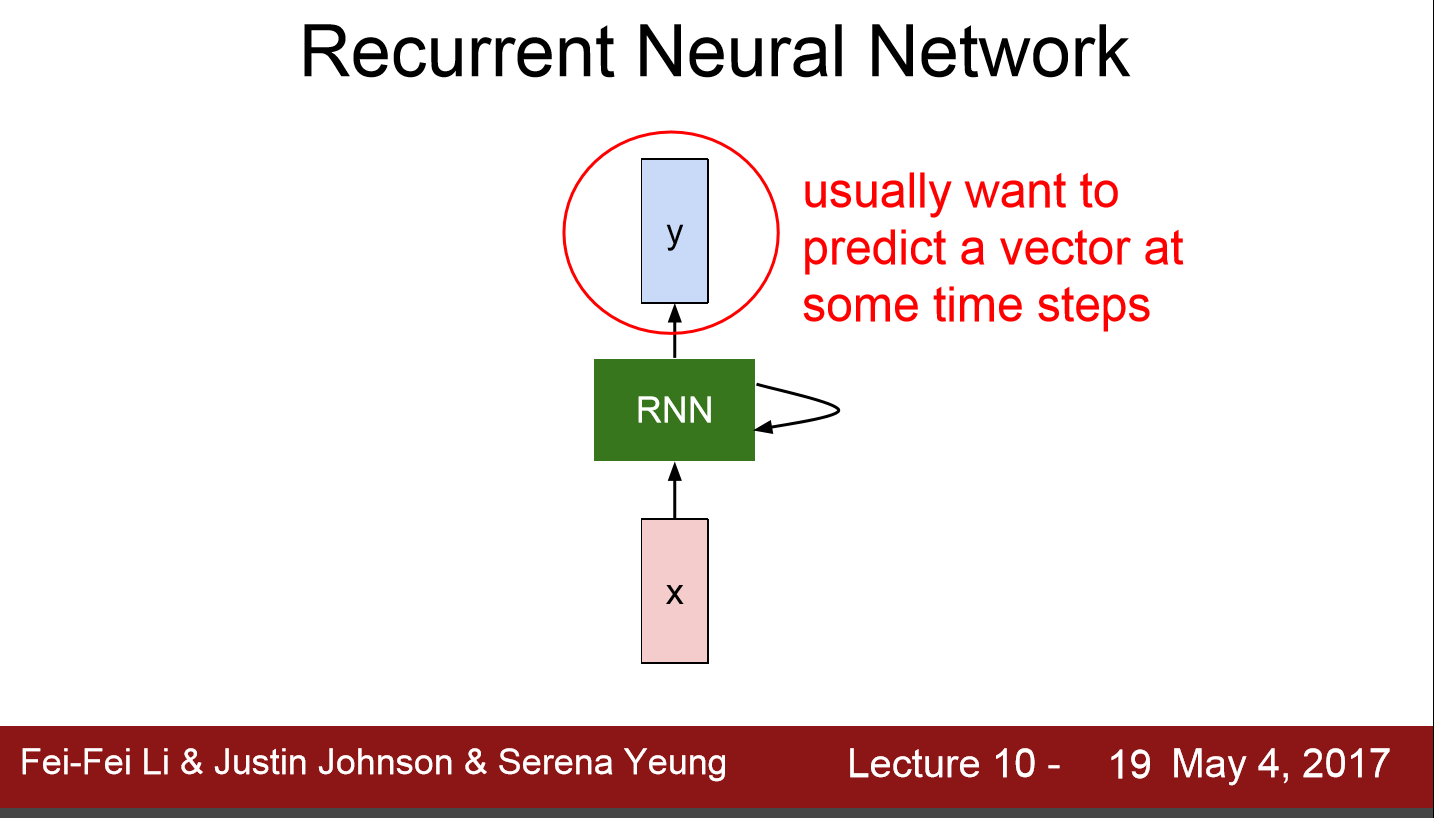 Recurrent Neural Network
y
usually want to
predict a vector at
some time steps
RNN
x
Fei-Fei Li & Justin Johnson & Serena Yeung
Lecture 10 - 19 May 4, 2017